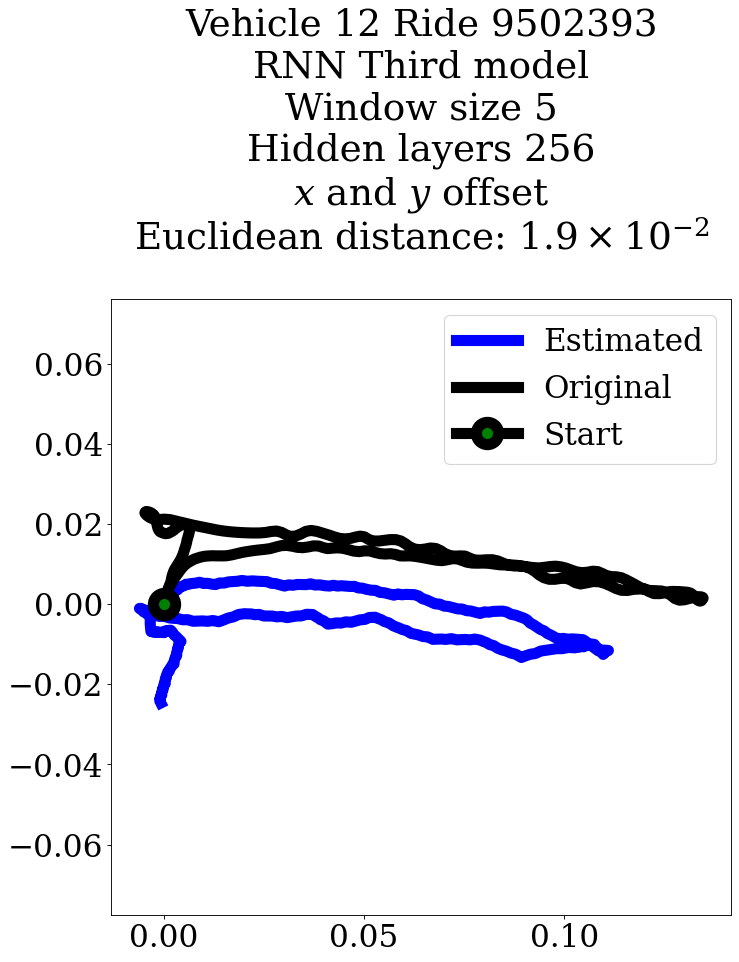 Vehicle 12 Ride 9502393
RNN Third model
Window size 5
Hidden layers 256
x and y offset
Euclidean distance: 1.9 × 10⁻²
Estimated
Original
Start
0.06
0.04
0.02
0.00
−0.02
−0.04
−0.06
0.00 0.05 0.10